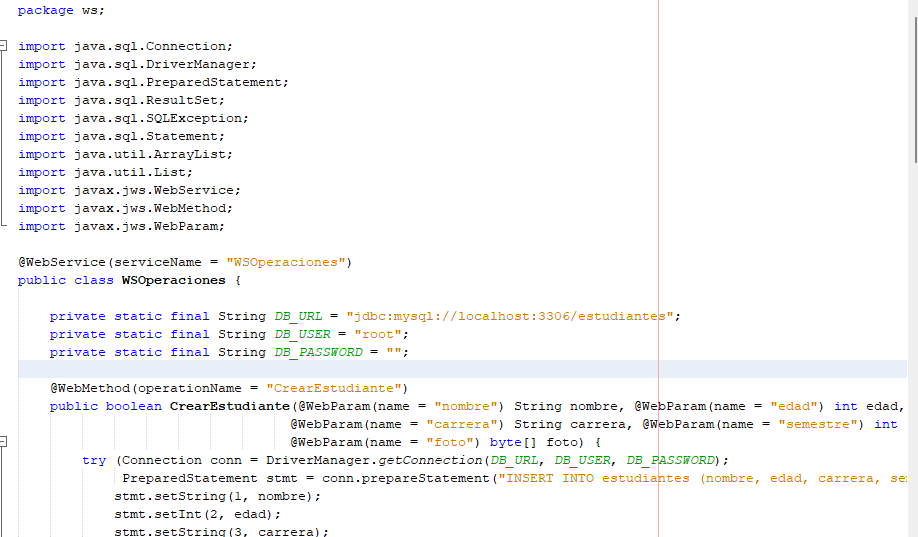 package ws;
import java.sql.Connection;
import java.sql.DriverManager;
import java.sql.PreparedStatement;
import java.sql.ResultSet;
import java.sql.SQLException;
import java.sql.Statement;
import java.util.ArrayList;
import java.util.List;
import javax.jws.WebService;
import javax.jws.WebMethod;
import javax.jws.WebParam;
@WebService(serviceName = "WSOperaciones")
public class WSOperaciones {
private static final String DB_URL = "jdbc:mysql://localhost:3306/estudiantes";
private static final String DB_USER = "root";
private static final String DB_PASSWORD = "";
@WebMethod(operationName = "CrearEstudiante")
public boolean CrearEstudiante(@WebParam(name = "nombre") String nombre, @WebParam(name = "edad") int edad,
@WebParam(name = "carrera") String carrera, @WebParam(name = "semestre") int
@WebParam(name = "foto") byte[] foto) {
try (Connection conn = DriverManager.getConnection(DB_URL, DB_USER, DB_PASSWORD);
PreparedStatement stmt = conn.prepareStatement("INSERT INTO estudiantes (nombre, edad, carrera,
stmt.setString(1, nombre);
stmt.setInt(2, edad);
stmt.setString(3, carrera);